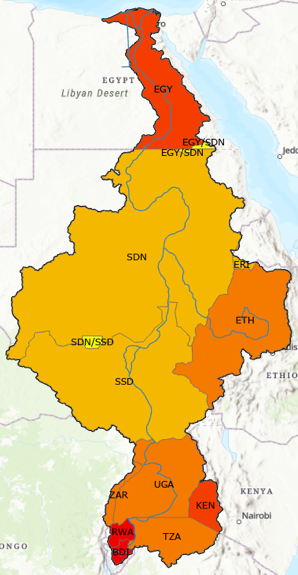 EGYPT
EGY
Libyan Desert
EGY/SDN
EGY/SDN
Jedd
SDN
ERI
ETH
SDN/SSD
SSD
ETHIO
UGA
ZAR
KEN
KENYA
Nairobi
RWA
TZA
BDI
ONGO